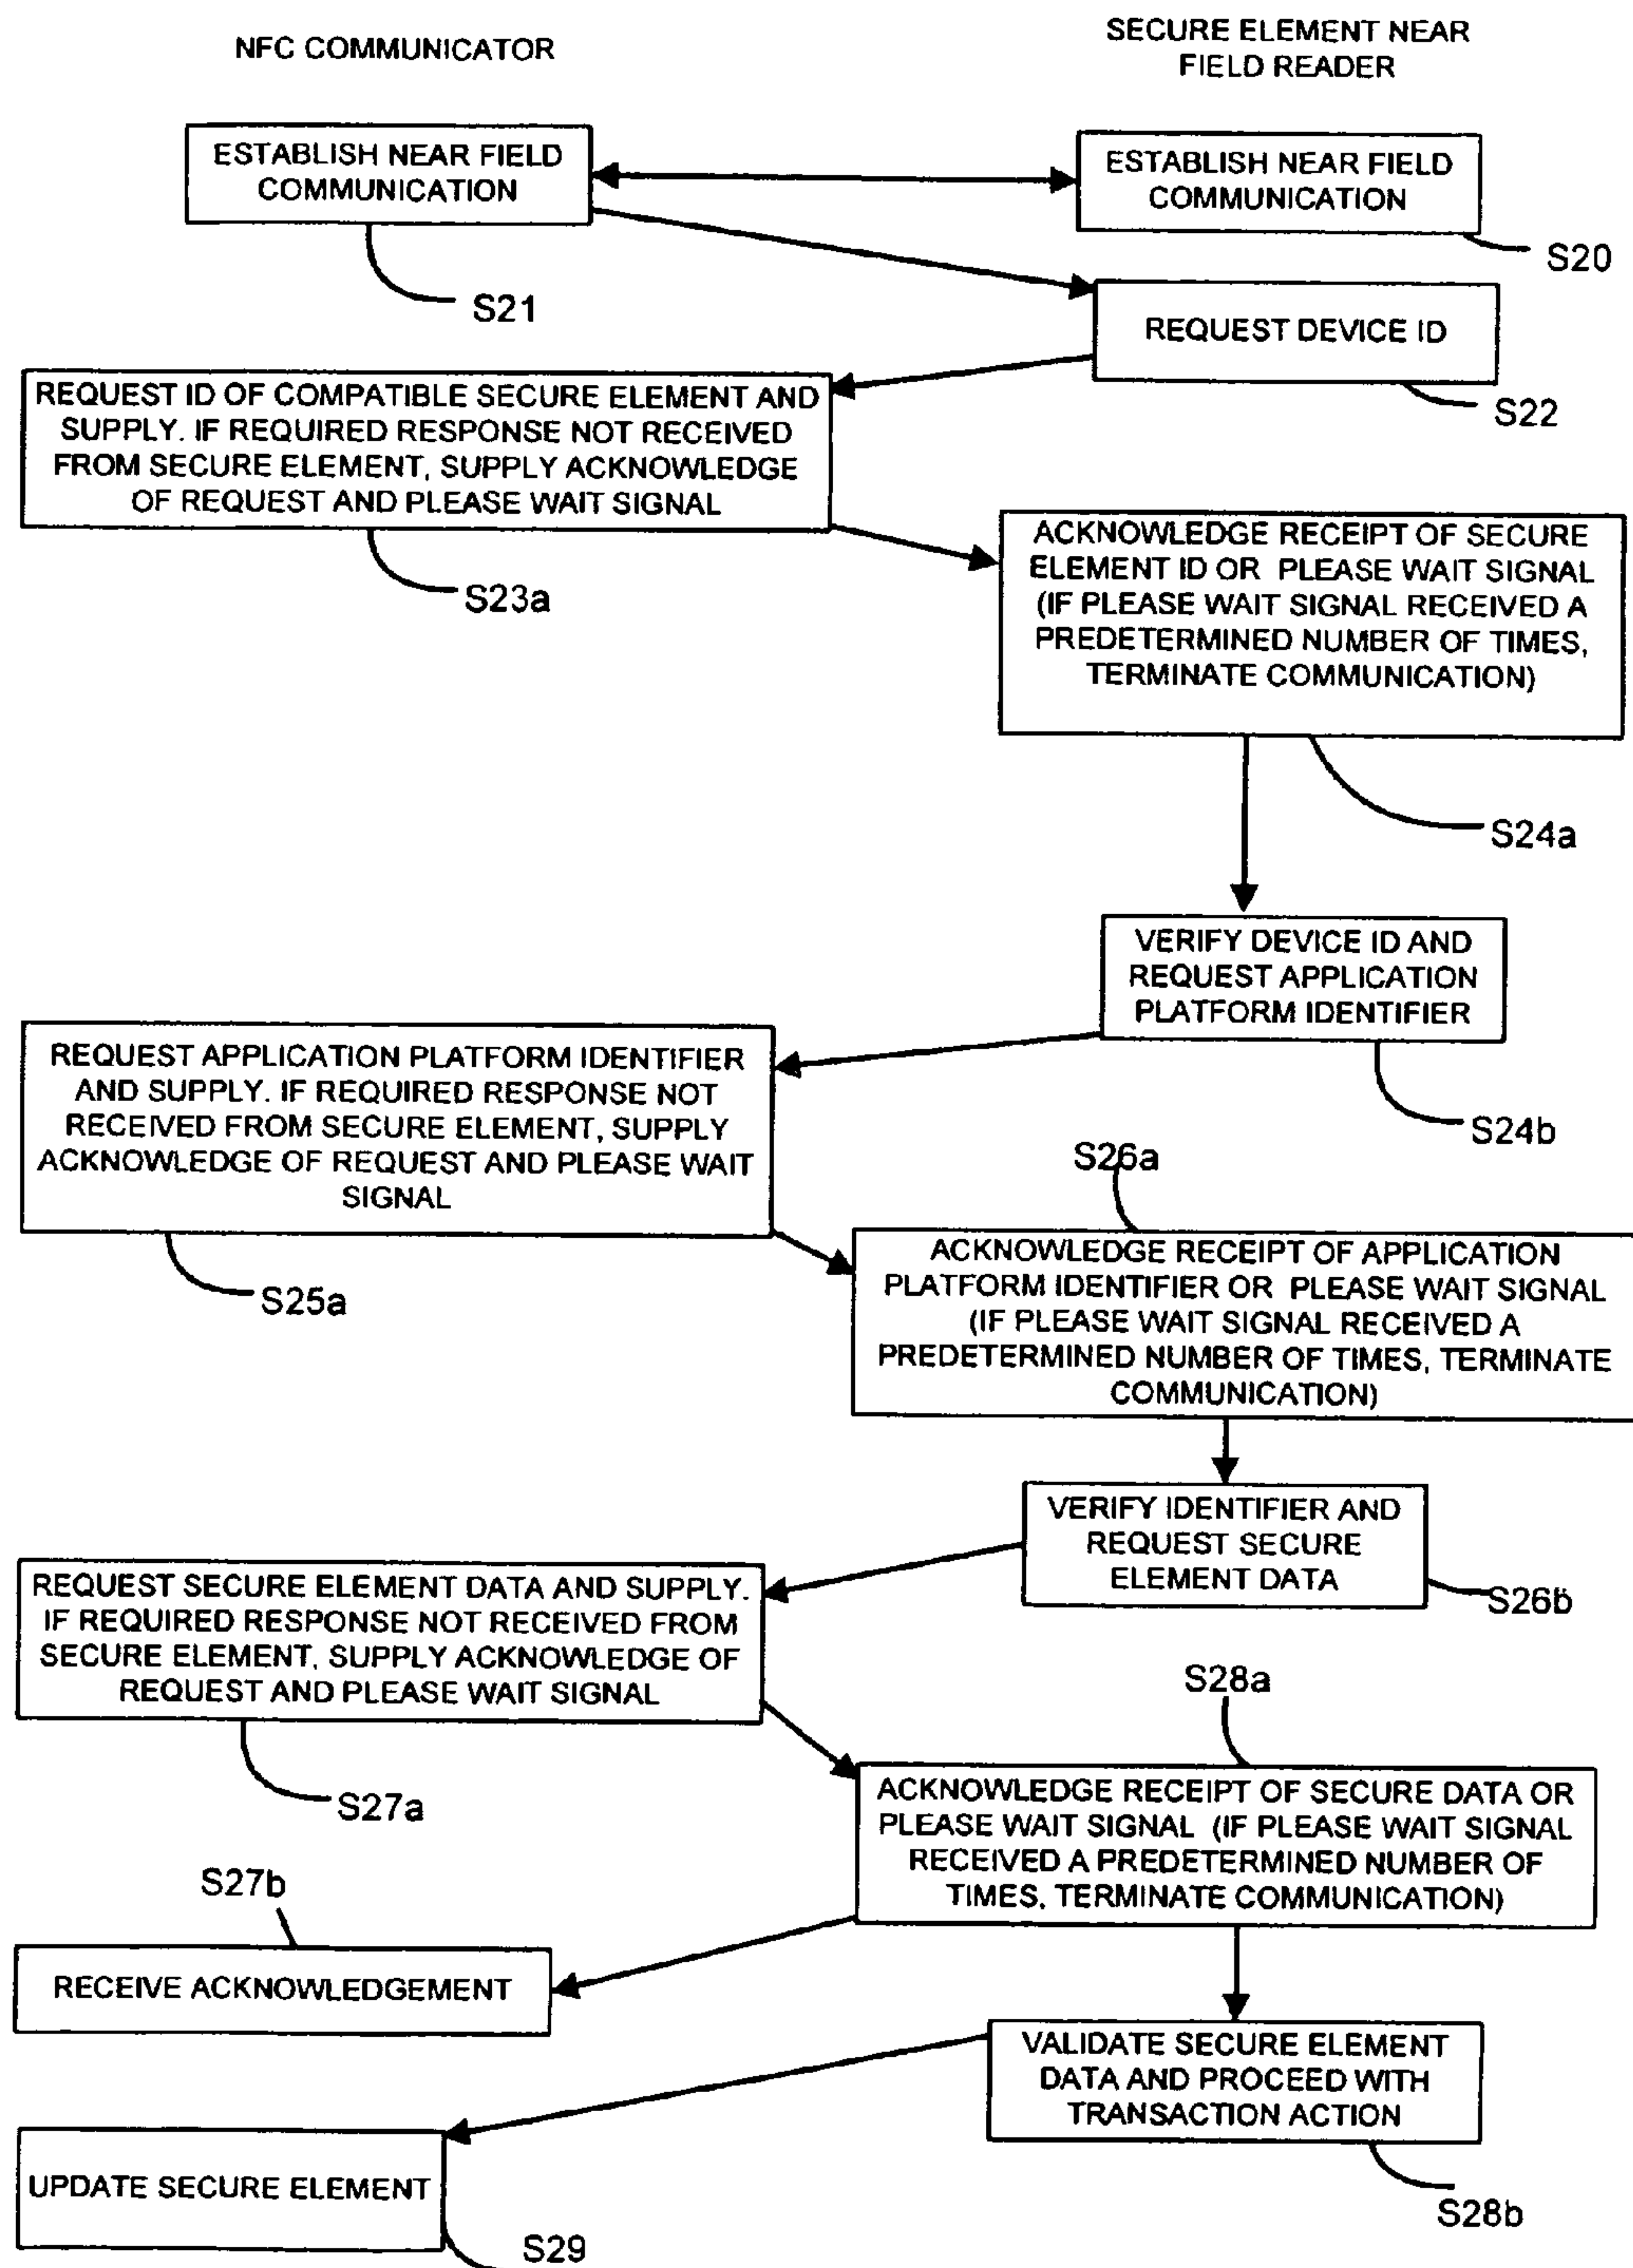 NFC COMMUNICATOR
SECURE ELEMENT NEAR
FIELD READER
ESTABLISH NEAR FIELD
COMMUNICATION
ESTABLISH NEAR FIELD
COMMUNICATION
S20
S21
REQUEST DEVICE ID
S22
REQUEST ID OF COMPATIBLE SECURE ELEMENT AND
SUPPLY. IF REQUIRED RESPONSE NOT RECEIVED
FROM SECURE ELEMENT, SUPPLY ACKNOWLEDGE
OF REQUEST AND PLEASE WAIT SIGNAL
S23a
ACKNOWLEDGE RECEIPT OF SECURE
ELEMENT ID OR PLEASE WAIT SIGNAL
(IF PLEASE WAIT SIGNAL RECEIVED A
PREDETERMINED NUMBER OF TIMES,
TERMINATE COMMUNICATION)
S24a
VERIFY DEVICE ID AND
REQUEST APPLICATION
PLATFORM IDENTIFIER
S24b
REQUEST APPLICATION PLATFORM IDENTIFIER
AND SUPPLY. IF REQUIRED RESPONSE NOT
RECEIVED FROM SECURE ELEMENT, SUPPLY
ACKNOWLEDGE OF REQUEST AND PLEASE WAIT
SIGNAL
S25a
S26a
ACKNOWLEDGE RECEIPT OF APPLICATION
PLATFORM IDENTIFIER OR PLEASE WAIT SIGNAL
(IF PLEASE WAIT SIGNAL RECEIVED A
PREDETERMINED NUMBER OF TIMES, TERMINATE
COMMUNICATION)
VERIFY IDENTIFIER AND
REQUEST SECURE
ELEMENT DATA
S26b
REQUEST SECURE ELEMENT DATA AND SUPPLY.
IF REQUIRED RESPONSE NOT RECEIVED FROM
SECURE ELEMENT, SUPPLY ACKNOWLEDGE OF
REQUEST AND PLEASE WAIT SIGNAL
S27a
S28a
ACKNOWLEDGE RECEIPT OF SECURE DATA OR
PLEASE WAIT SIGNAL (IF PLEASE WAIT SIGNAL
RECEIVED A PREDETERMINED NUMBER OF
TIMES, TERMINATE COMMUNICATION)
S27b
RECEIVE ACKNOWLEDGEMENT
VALIDATE SECURE ELEMENT
DATA AND PROCEED WITH
TRANSACTION ACTION
S28b
UPDATE SECURE ELEMENT
S29